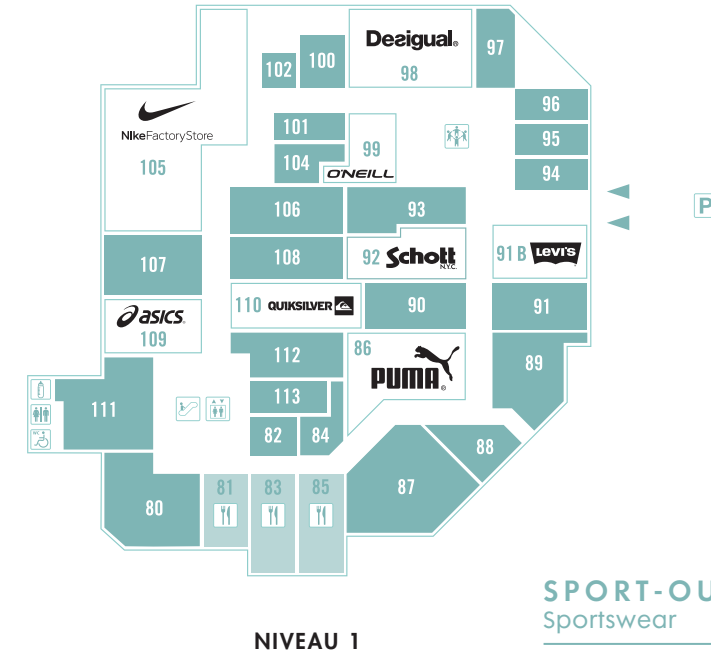 Desigual.
97
100
102
98
96
NikeFactoryStore
101
95
99
104
105
94
O'NEILL
106
93
92 Schott
N.Y.C.
91 B LEVI'S
107
108
110 QUIKSILVER
90
91
asics.
109
86
112
PUMA
89
113
111
WC
82
84
88
81
83
85
87
80
P
SPORT-OU
Sportswear
NIVEAU 1